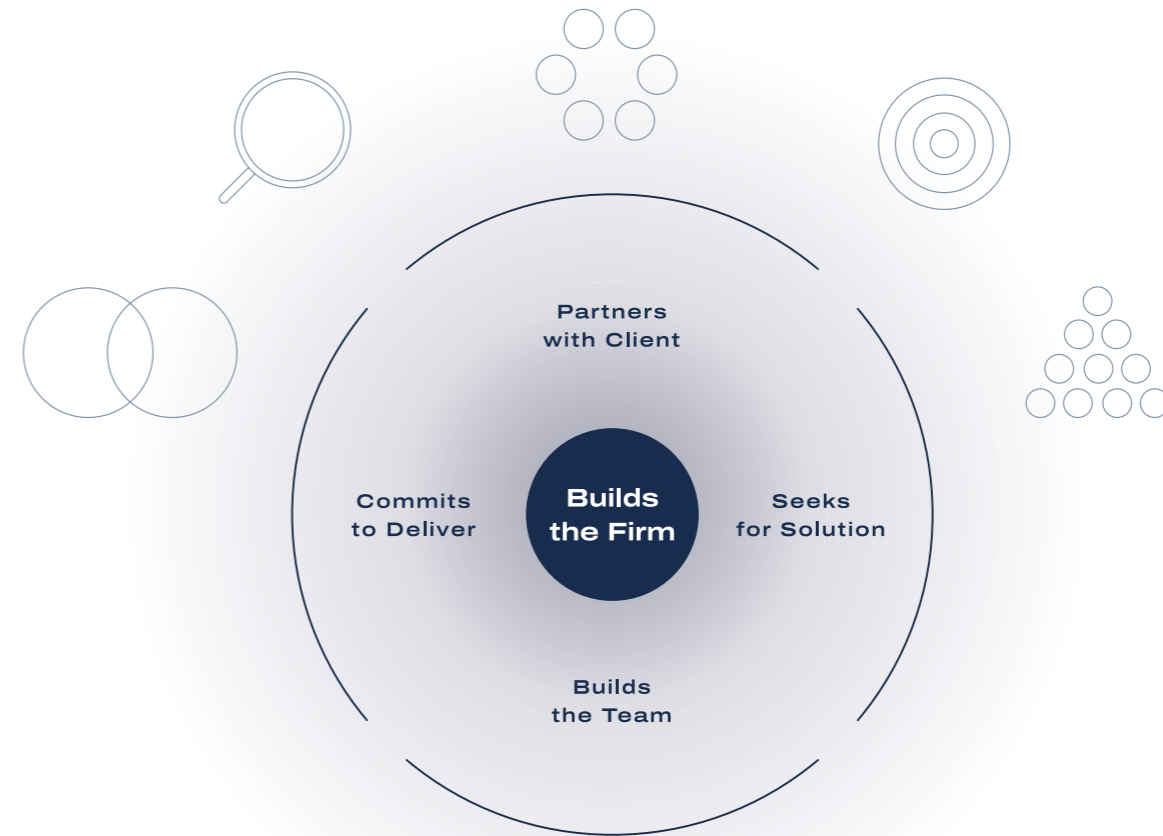 Partners
with Client
Commits
to Deliver
Builds
the Firm
Seeks
for Solution
Builds
the Team